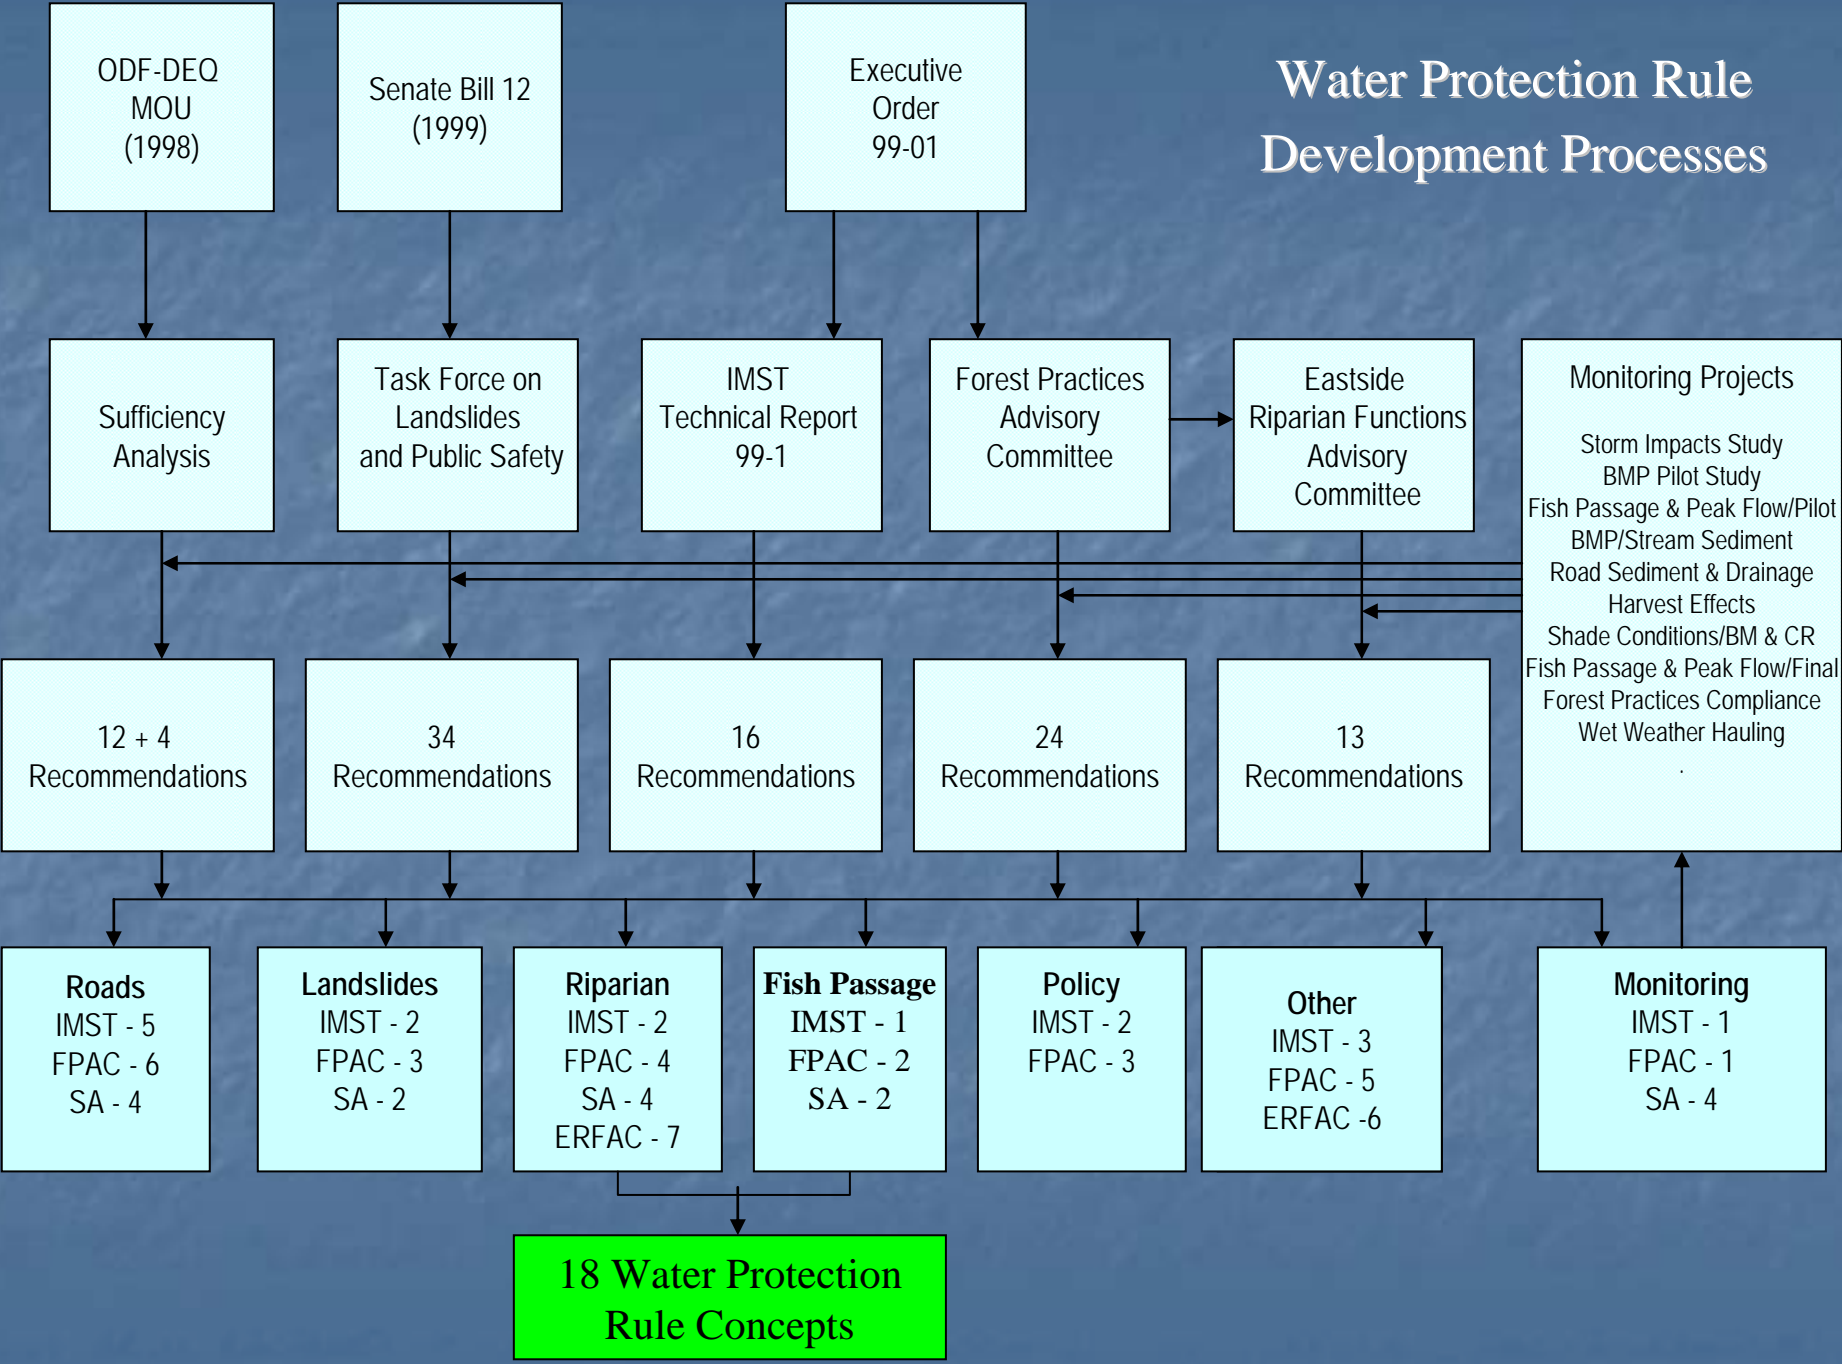 Water Protection Rule
Development Processes
ODF-DEQ
MOU
(1998)
Senate Bill 12
(1999)
Executive
Order
99-01
Sufficiency
Analysis
Task Force on
Landslides
and Public Safety
IMST
Technical Report
99-1
Forest Practices
Advisory
Committee
Eastside
Riparian Functions
Advisory
Committee
Monitoring Projects
Storm Impacts Study
BMP Pilot Study
Fish Passage & Peak Flow/Pilot
BMP/Stream Sediment
Road Sediment & Drainage
Harvest Effects
Shade Conditions/BM & CR
Fish Passage & Peak Flow/Final
Forest Practices Compliance
Wet Weather Hauling
.
12 + 4
Recommendations
34
Recommendations
16
Recommendations
24
Recommendations
13
Recommendations
Roads
IMST - 5
FPAC - 6
SA - 4
Landslides
IMST - 2
FPAC - 3
SA - 2
Riparian
IMST - 2
FPAC - 4
SA - 4
ERFAC - 7
Fish Passage
IMST - 1
FPAC - 2
SA - 2
Policy
IMST - 2
FPAC - 3
Other
IMST - 3
FPAC - 5
ERFAC -6
Monitoring
IMST - 1
FPAC - 1
SA - 4
18 Water Protection
Rule Concepts